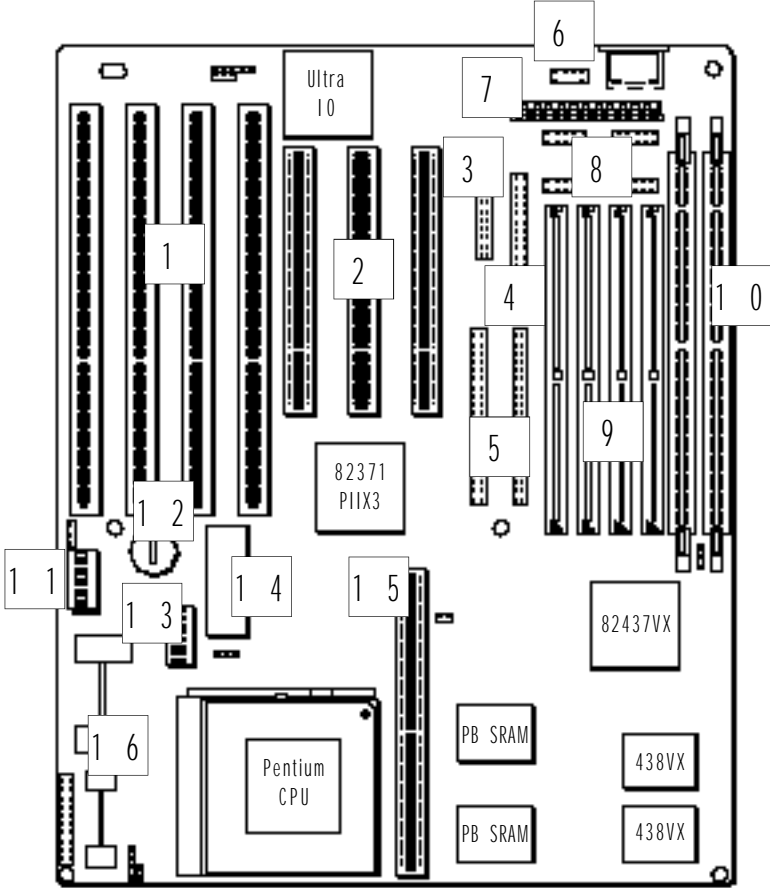 6
Ultra
IO
7
3
8
1
2
4
1 0
5
9
82371
PIIX3
1 2
1 1
1 3
1 4
1 5
82437VX
1 6
PB SRAM
438VX
Pentium
CPU
PB SRAM
438VX